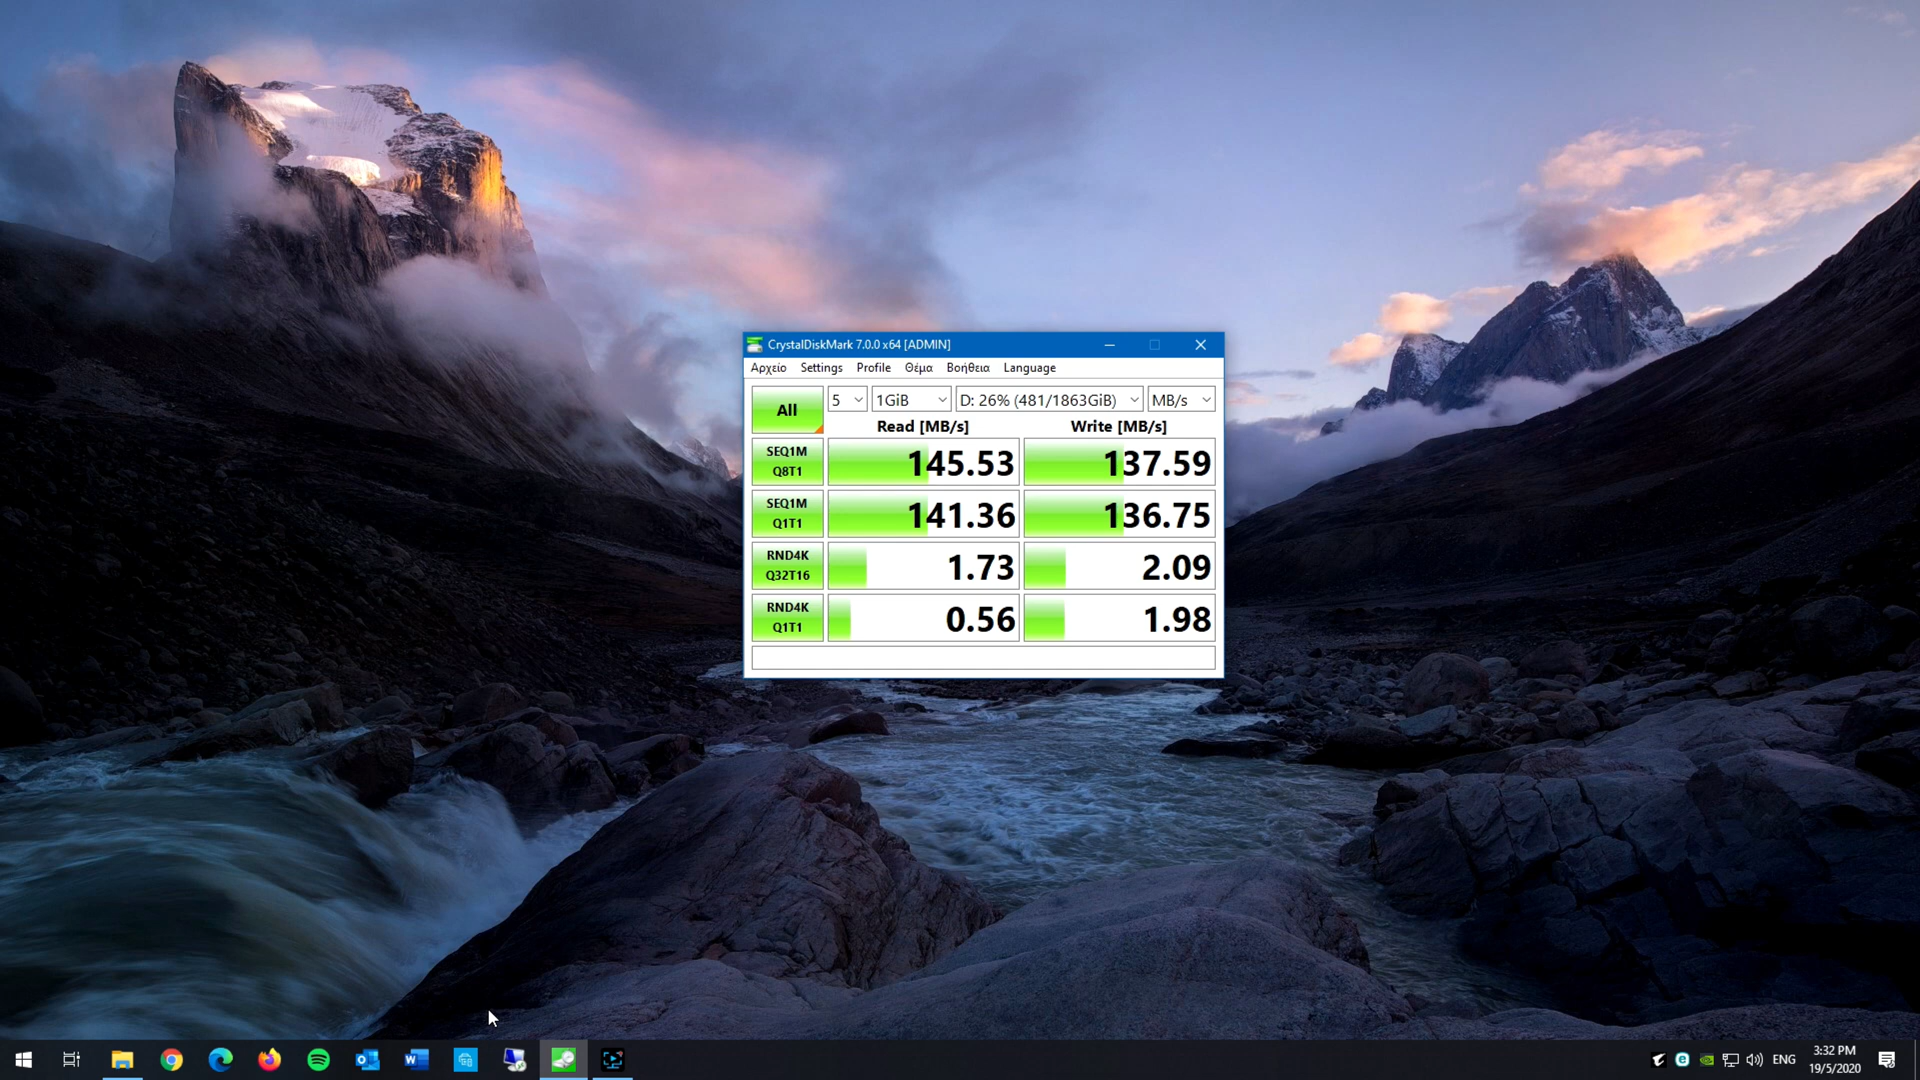 CrystalDiskMark 7.0.0 x64 [ADMIN]
Αρχείο Settings Profile Θέμα Βοήθεια Language
All 5 1GiB D: 26% (481/1863GiB) MB/s
Read [MB/s] Write [MB/s]
SEQ1M
Q8T1 145.53 137.59
SEQ1M
Q1T1 141.36 136.75
RND4K
Q32T16 1.73 2.09
RND4K
Q1T1 0.56 1.98
ENG
3:32 PM
19/5/2020